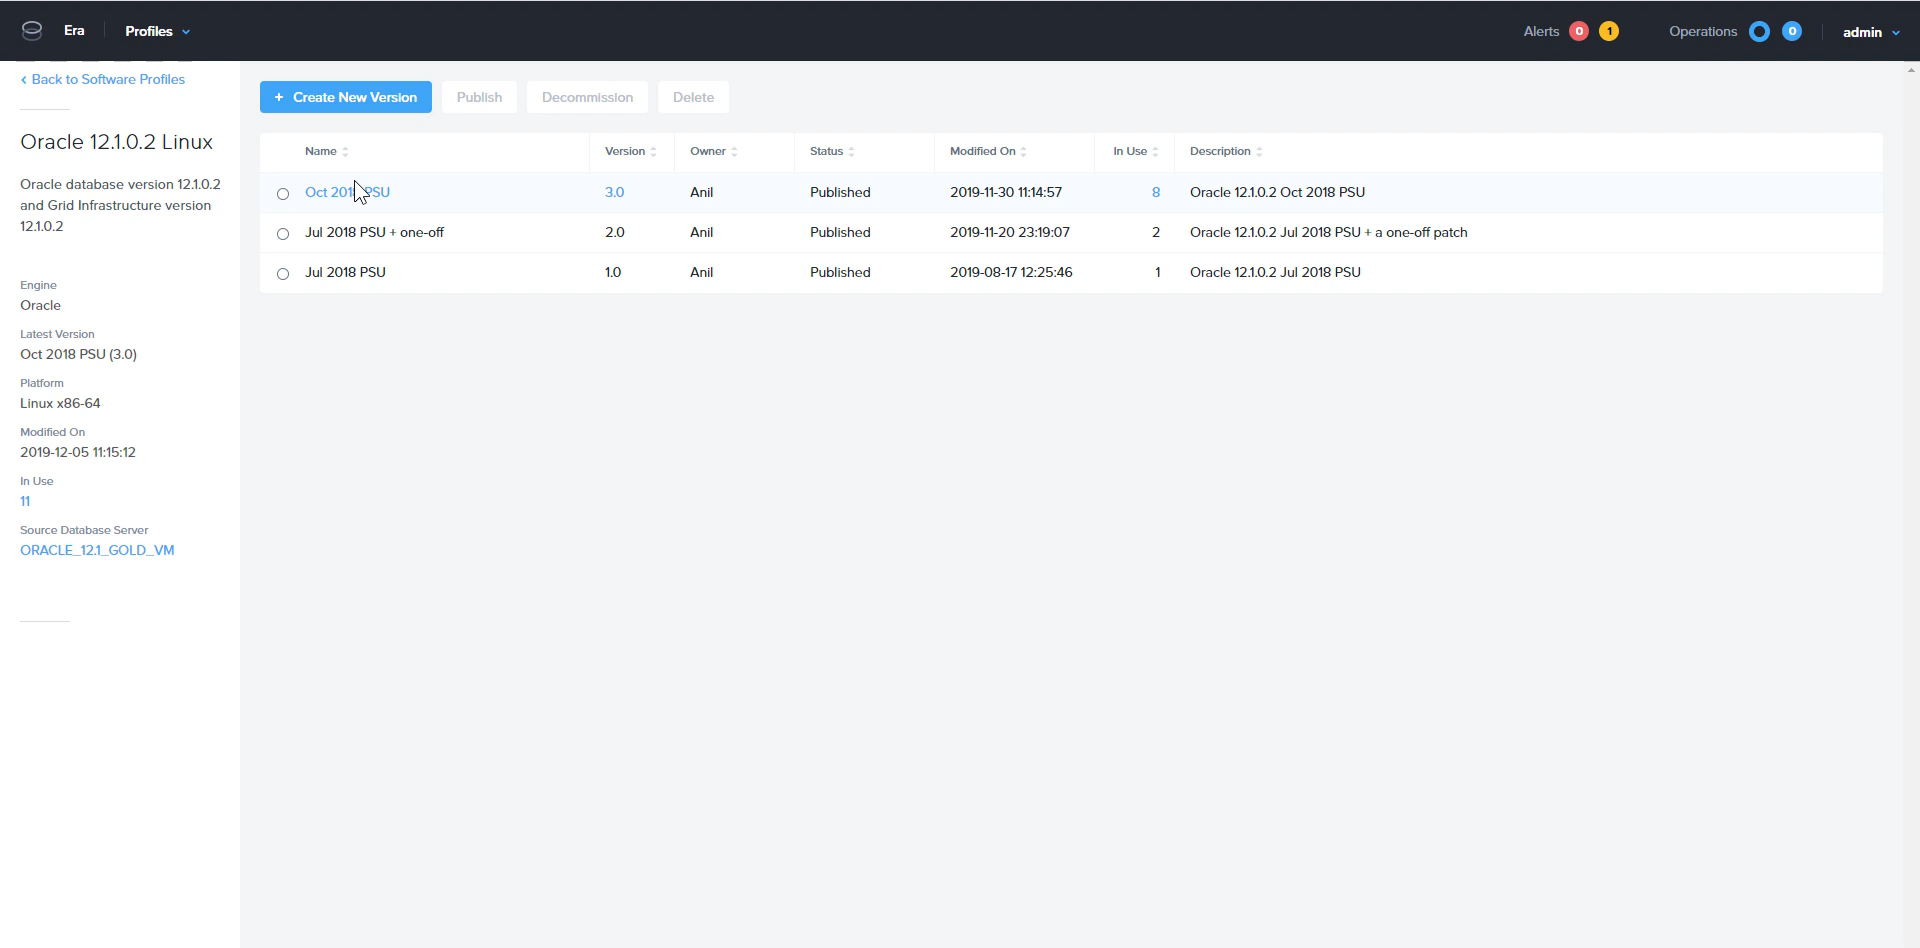 Era
Profiles
Alerts 0 1
Operations 0
admin
< Back to Software Profiles
+ Create New Version
Publish
Decommission
Delete
Oracle 12.1.0.2 Linux
Oracle database version 12.1.0.2
and Grid Infrastructure version
12.1.0.2
Engine
Oracle
Latest Version
Oct 2018 PSU (3.0)
Platform
Linux x86-64
Modified On
2019-12-05 11:15:12
In Use
11
Source Database Server
ORACLE_12.1_GOLD_VM
Name Version Owner Status Modified On In Use Description
Oct 2018 PSU 3.0 Anil Published 2019-11-30 11:14:57 8 Oracle 12.1.0.2 Oct 2018 PSU
Jul 2018 PSU + one-off 2.0 Anil Published 2019-11-20 23:19:07 2 Oracle 12.1.0.2 Jul 2018 PSU + a one-off patch
Jul 2018 PSU 1.0 Anil Published 2019-08-17 12:25:46 1 Oracle 12.1.0.2 Jul 2018 PSU